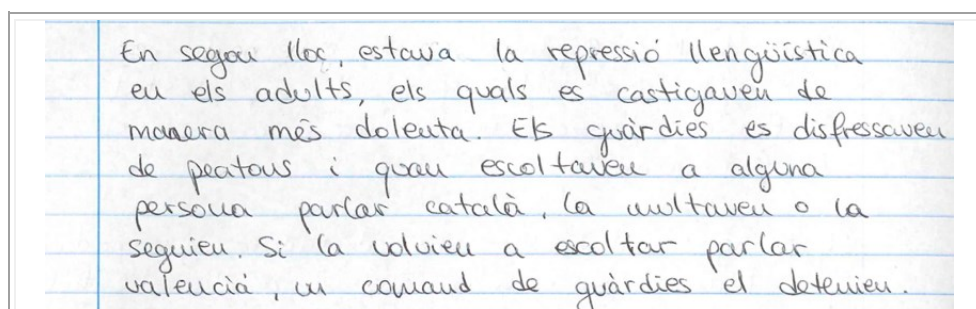 En segon lloc, estava la repressió llengüística
en els adults, els quals es castigaven de
manera més dolenta. Els guàrdies es disfressaven
de peatons i quan escoltaven a alguna
persona parlar català, la multaven o la
seguien. Si la volvien a escoltar parlar
valencià, un comand de guàrdies el detenien.